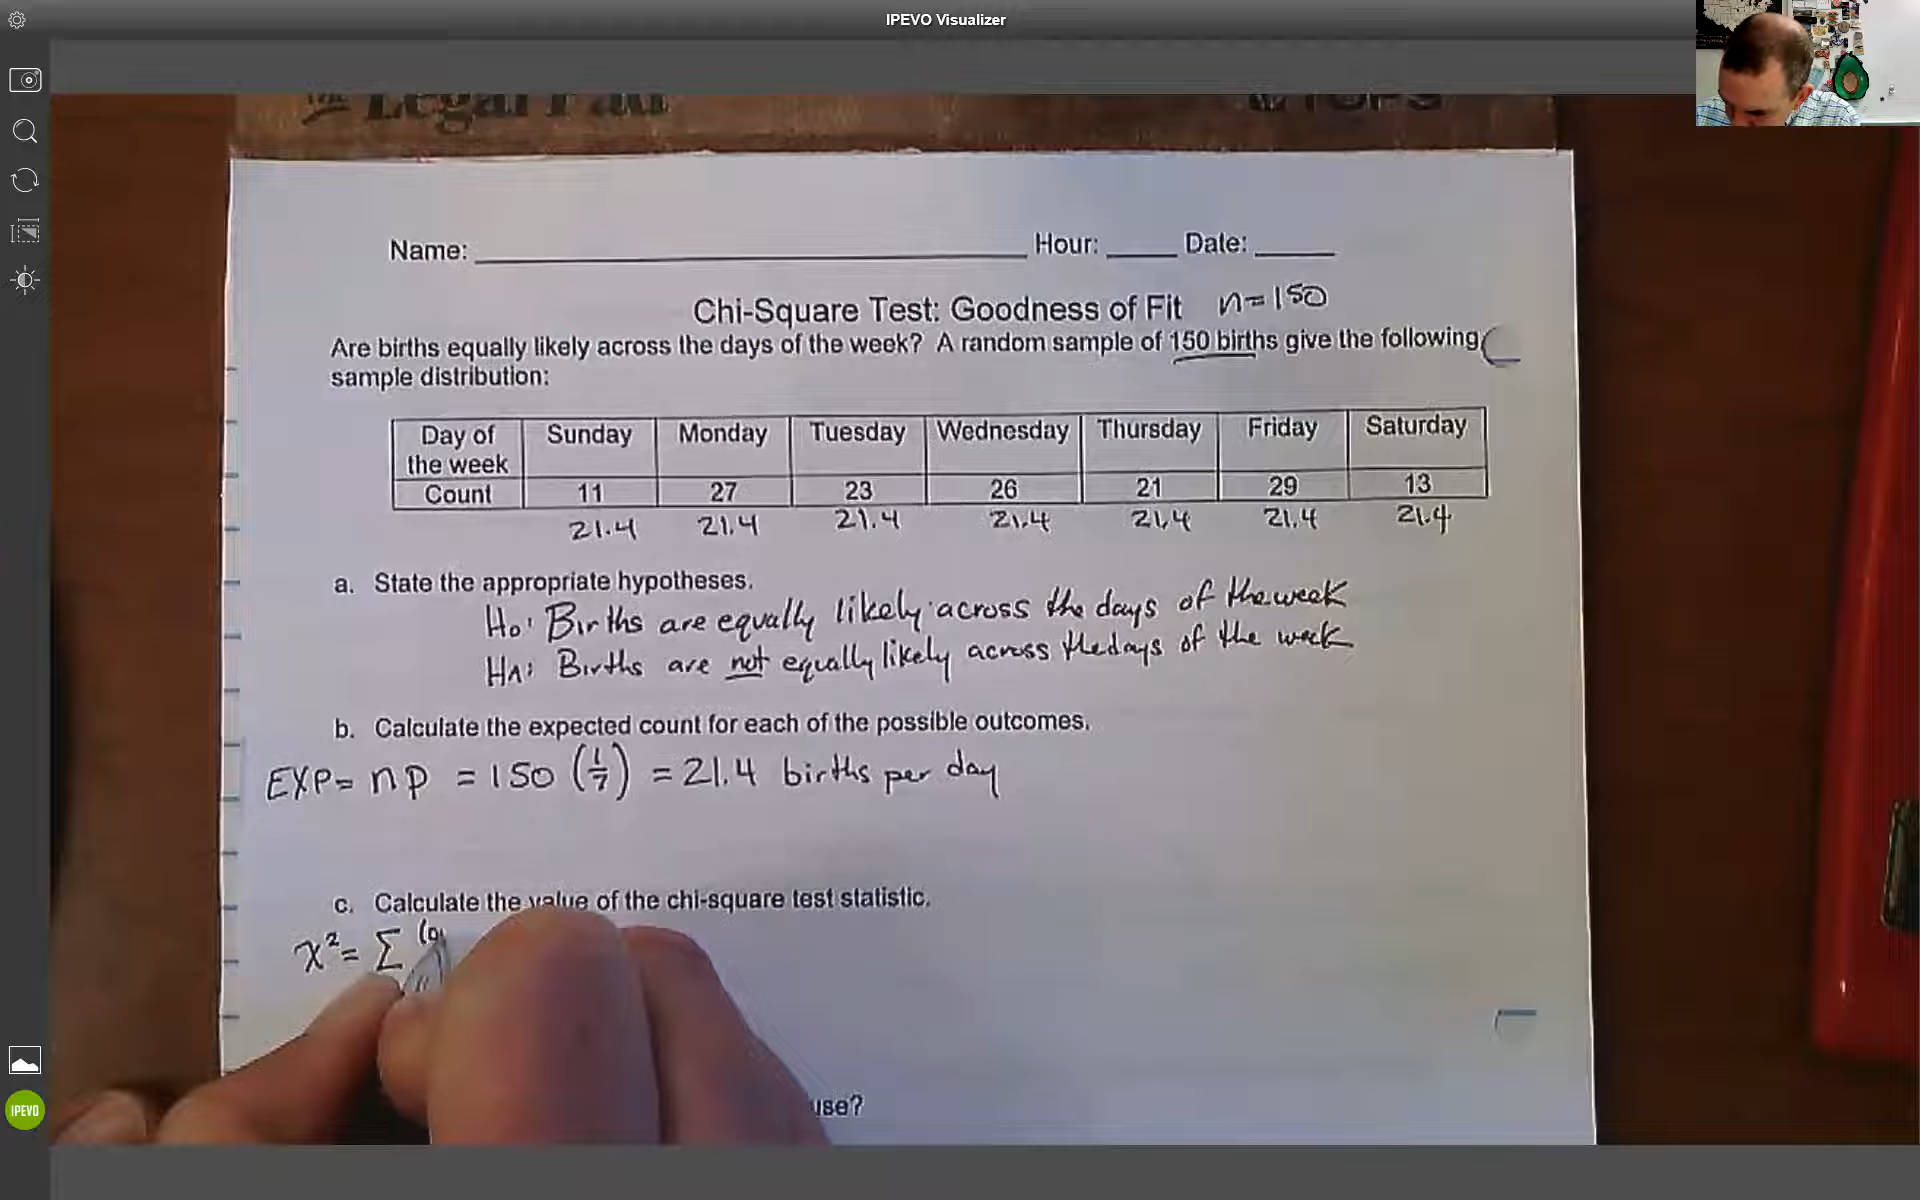 IPEVO Visualizer
Legal Pad
TOPS
Name: Hour: Date:
Chi-Square Test: Goodness of Fit n=150
Are births equally likely across the days of the week? A random sample of 150 births give the following
sample distribution:
Day of the week Sunday Monday Tuesday Wednesday Thursday Friday Saturday
Count 11 27 23 26 21 29 13
21.4 21.4 21.4 21.4 21.4 21.4 21.4
a. State the appropriate hypotheses.
Ho: Births are equally likely across the days of the week
HA: Births are not equally likely across the days of the week
b. Calculate the expected count for each of the possible outcomes.
EXP= np = 150 (1/7) = 21.4 births per day
c. Calculate the value of the chi-square test statistic.
χ²= Σ (o
use?
IPEVO